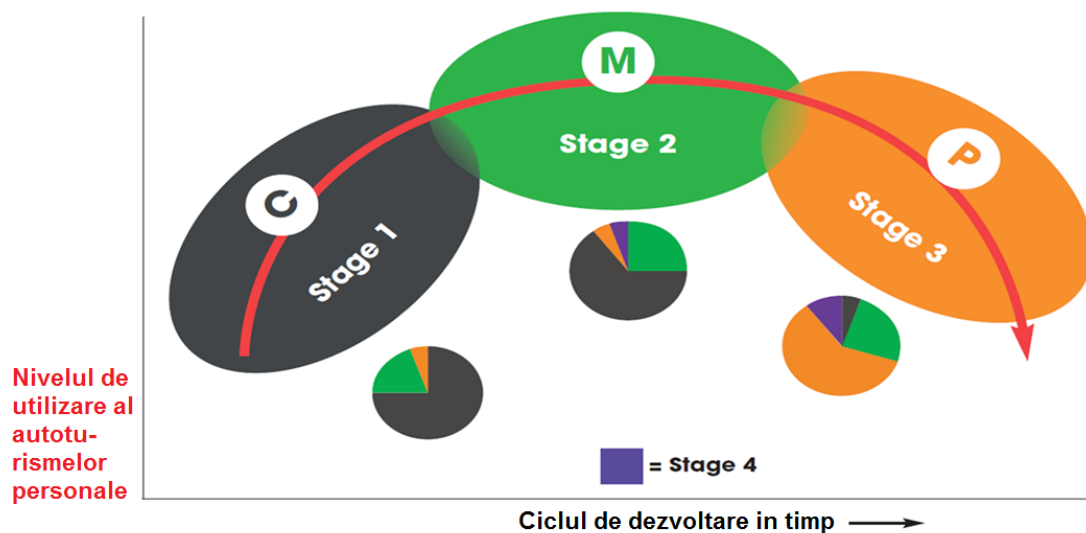 M
Stage 2
C
Stage 1
P
Stage 3
Nivelul de
utilizare al
autotu-
rismelor
personale
= Stage 4
Ciclul de dezvoltare in timp